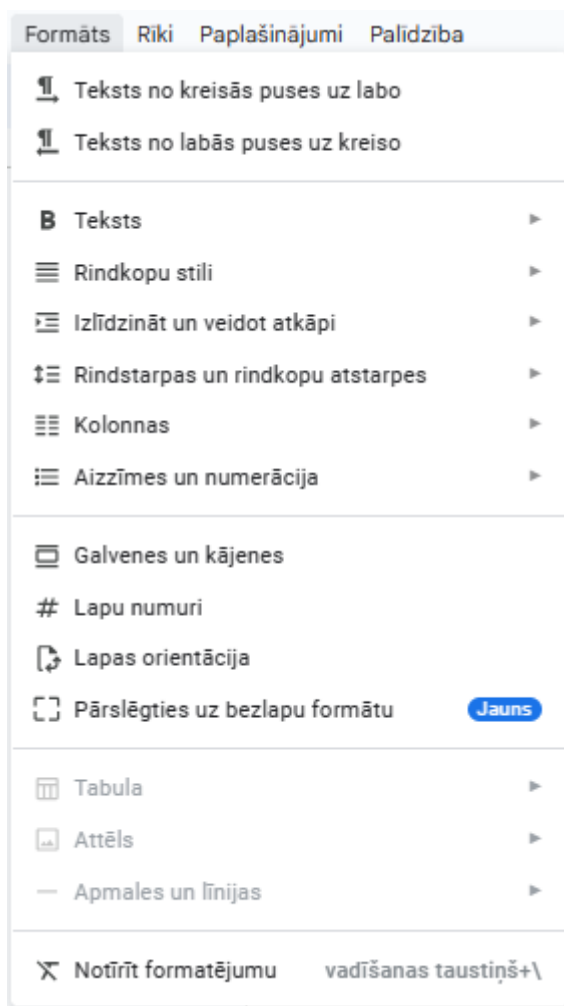 Formāts Rīki Paplašinājumi Palīdzība
Teksts no kreisās puses uz labo
Teksts no labās puses uz kreiso
B Teksts
Rindkopu stili
Izlīdzināt un veidot atkāpi
Rindstarpas un rindkopu atstarpes
Kolonnas
Aizzīmes un numerācija
Galvenes un kājenes
# Lapu numuri
Lapas orientācija
Pārslēgties uz bezlapu formātu Jauns
Tabula
Attēls
Apmales un līnijas
Notīrīt formatējumu vadīšanas taustiņš+\